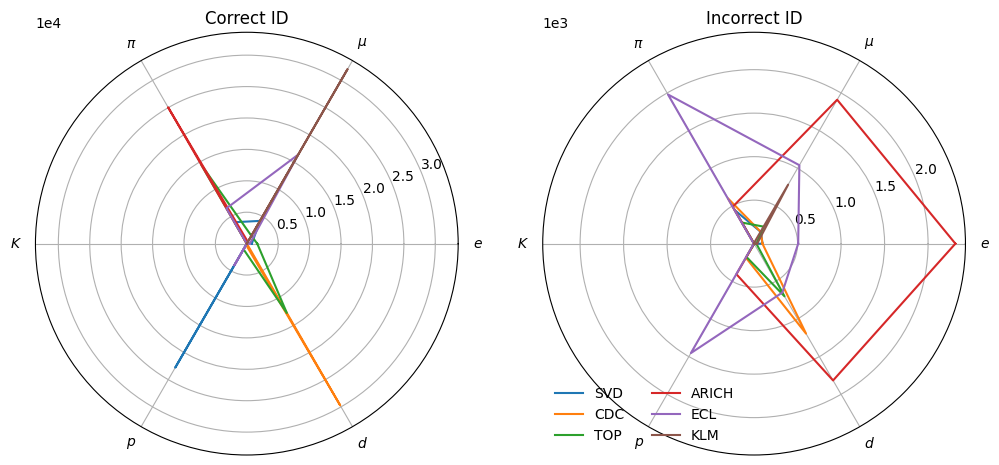 Correct ID
Incorrect ID
1e4
1e3
π
μ
π
μ
3.0
2.5
2.0
1.5
1.0
0.5
2.0
1.5
1.0
0.5
K
e
K
e
SVD
ARICH
CDC
ECL
TOP
KLM
p
d
p
d